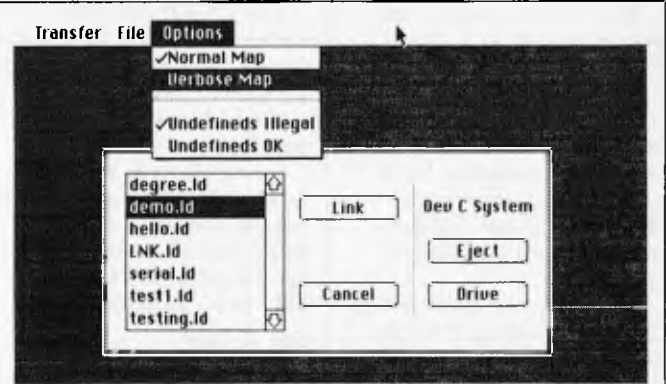 Transfer File Options
✓Normal Map
Verbose Map
✓Undefineds Illegal
Undefineds OK
degree.ld
demo.ld
hello.ld
LNK.ld
serial.ld
test1.ld
testing.ld
Link
Cancel
Dev C System
Eject
Drive